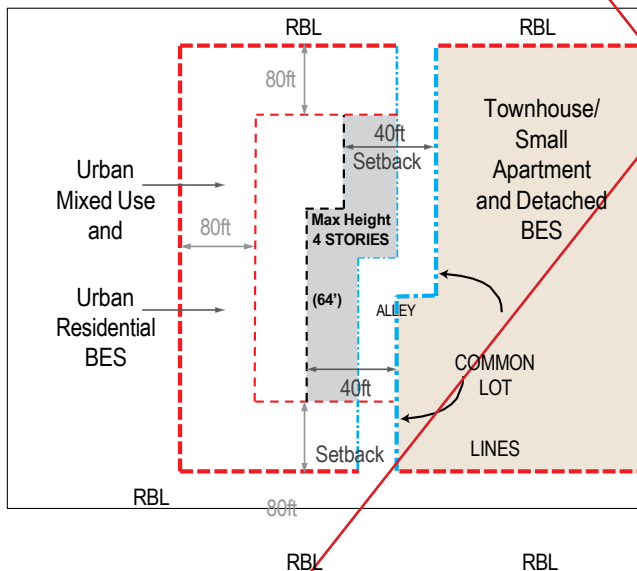 RBL
RBL
80ft
40ft
Setback
Townhouse/
Small
Apartment
and Detached
BES
Urban
Mixed Use
and
80ft
Max Height
4 STORIES
(64')
Urban
Residential
BES
ALLEY
COMMON
LOT
LINES
40ft
Setback
80ft
RBL
RBL
RBL